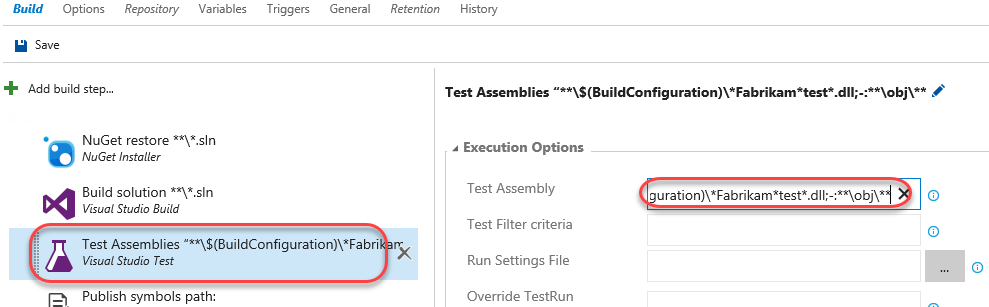 Build Options Repository Variables Triggers General Retention History
Save
Add build step...
NuGet restore **\*.sln
NuGet Installer
Build solution **\*.sln
Visual Studio Build
Test Assemblies “**\$(BuildConfiguration)\*Fabrikam
Visual Studio Test
Publish symbols path:
Test Assemblies “**\$(BuildConfiguration)\*Fabrikam*test*.dll;-:**\obj\**
Execution Options
Test Assembly
guration)\*Fabrikam*test*.dll;-:**\obj\**
Test Filter criteria
Run Settings File
...
Override TestRun